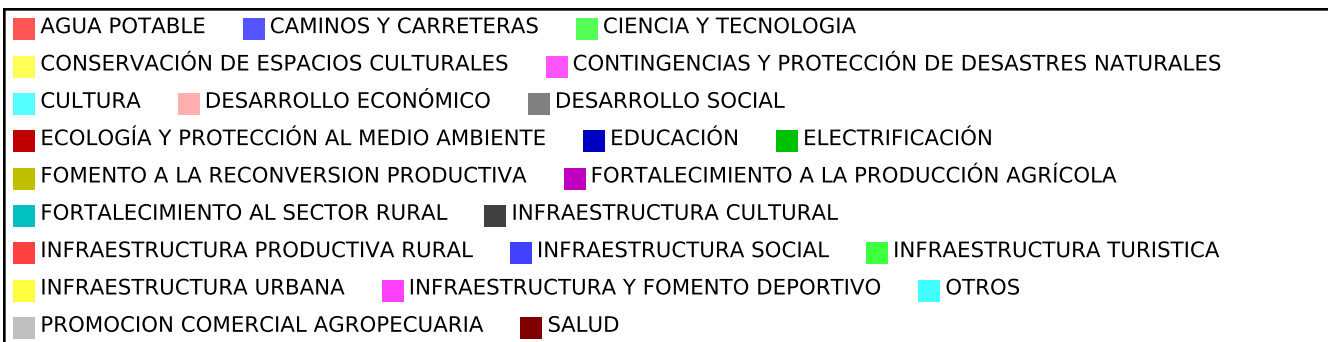 AGUA POTABLE CAMINOS Y CARRETERAS CIENCIA Y TECNOLOGIA
CONSERVACIÓN DE ESPACIOS CULTURALES CONTINGENCIAS Y PROTECCIÓN DE DESASTRES NATURALES
CULTURA DESARROLLO ECONÓMICO DESARROLLO SOCIAL
ECOLOGÍA Y PROTECCIÓN AL MEDIO AMBIENTE EDUCACIÓN ELECTRIFICACIÓN
FOMENTO A LA RECONVERSION PRODUCTIVA FORTALECIMIENTO A LA PRODUCCIÓN AGRÍCOLA
FORTALECIMIENTO AL SECTOR RURAL INFRAESTRUCTURA CULTURAL
INFRAESTRUCTURA PRODUCTIVA RURAL INFRAESTRUCTURA SOCIAL INFRAESTRUCTURA TURISTICA
INFRAESTRUCTURA URBANA INFRAESTRUCTURA Y FOMENTO DEPORTIVO OTROS
PROMOCION COMERCIAL AGROPECUARIA SALUD